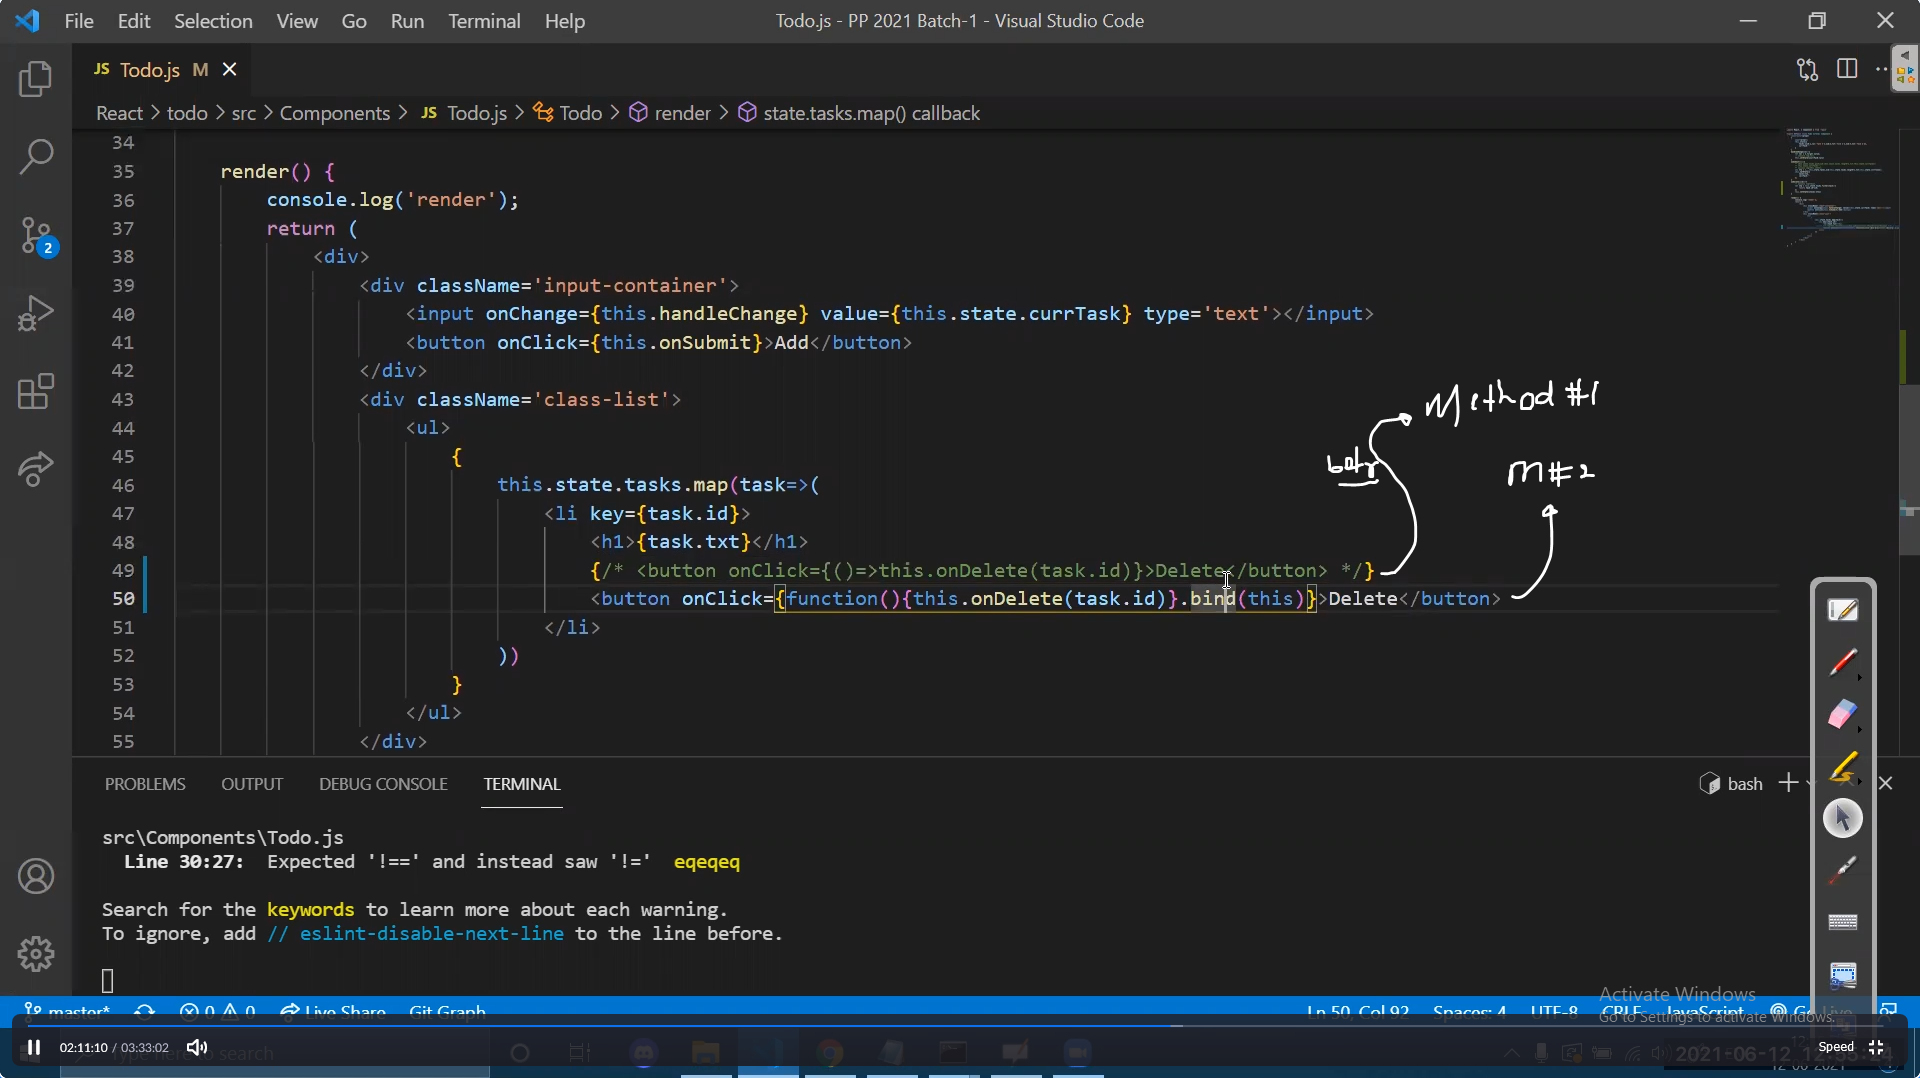 File Edit Selection View Go Run Terminal Help Todo.js - PP 2021 Batch-1 - Visual Studio Code
JS Todo.js M
React > todo > src > Components > JS Todo.js > Todo > render > state.tasks.map() callback
34
35 render() {
36 console.log('render');
37 return (
38 <div>
39 <div className='input-container'>
40 <input onChange={this.handleChange} value={this.state.currTask} type='text'></input>
41 <button onClick={this.onSubmit}>Add</button>
42 </div>
43 <div className='class-list'>
44 <ul>
45 {
46 this.state.tasks.map(task=>(
47 <li key={task.id}>
48 <h1>{task.txt}</h1>
49 {/* <button onClick={()=>this.onDelete(task.id)}>Delete</button> */}
50 <button onClick={function(){this.onDelete(task.id)}.bind(this)}>Delete</button>
51 </li>
52 ))
53 }
54 </ul>
55 </div>
Method #1
M#2
2
PROBLEMS OUTPUT DEBUG CONSOLE TERMINAL bash
src\Components\Todo.js
Line 30:27: Expected '!==' and instead saw '!=' eqeqeq
Search for the keywords to learn more about each warning.
To ignore, add // eslint-disable-next-line to the line before.
Activate Windows
Go to Settings to activate Windows.
master* 0 0 Live Share Git Graph Ln 50, Col 92 Spaces: 4 UTF-8 CRLF JavaScript
02:11:10 / 03:33:02 here to search Speed
2021-06-12